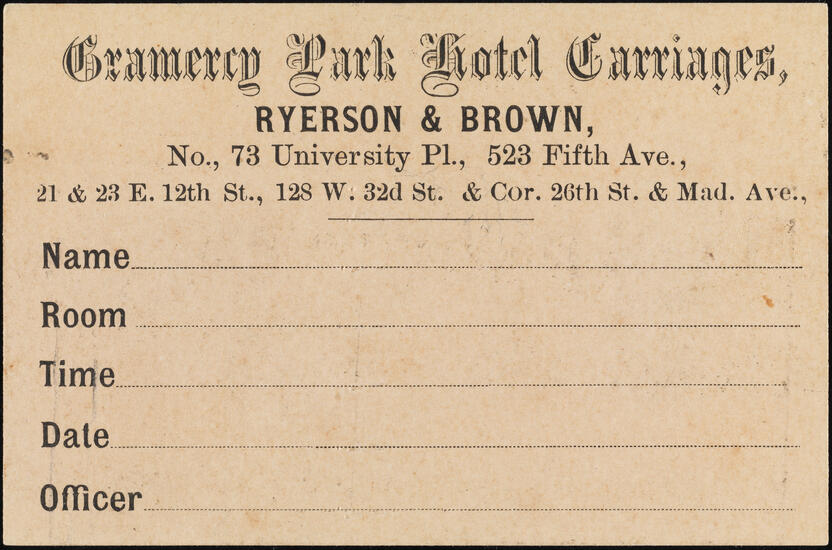 Gramercy Park Hotel Carriages,
RYERSON & BROWN,
No., 73 University Pl., 523 Fifth Ave.,
21 & 23 E. 12th St., 128 W. 32d St. & Cor. 26th St. & Mad. Ave.,
Name
Room
Time
Date
Officer